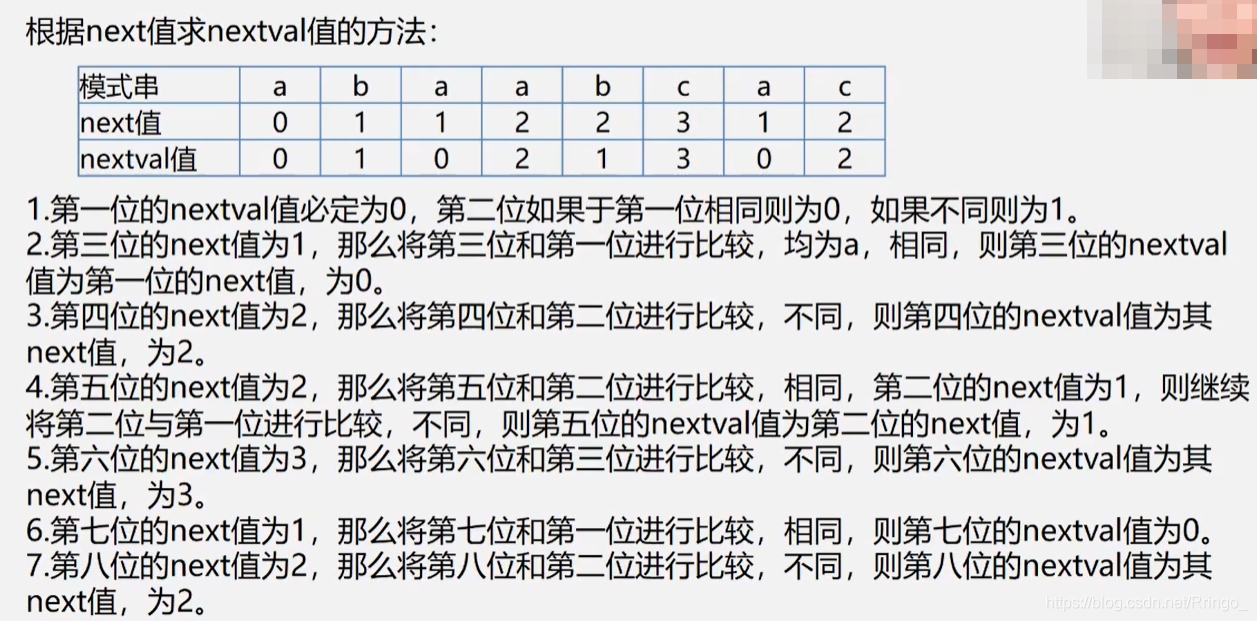 根据next值求nextval值的方法：
模式串 a b a a b c a c
next值 0 1 1 2 2 3 1 2
nextval值 0 1 0 2 1 3 0 2
1.第一位的nextval值必定为0，第二位如果于第一位相同则为0，如果不同则为1。
2.第三位的next值为1，那么将第三位和第一位进行比较，均为a，相同，则第三位的nextval
值为第一位的next值，为0。
3.第四位的next值为2，那么将第四位和第二位进行比较，不同，则第四位的nextval值为其
next值，为2。
4.第五位的next值为2，那么将第五位和第二位进行比较，相同，第二位的next值为1，则继续
将第二位与第一位进行比较，不同，则第五位的nextval值为第二位的next值，为1。
5.第六位的next值为3，那么将第六位和第三位进行比较，不同，则第六位的nextval值为其
next值，为3。
6.第七位的next值为1，那么将第七位和第一位进行比较，相同，则第七位的nextval值为0。
7.第八位的next值为2，那么将第八位和第二位进行比较，不同，则第八位的nextval值为其
next值，为2。
https://blog.csdn.net/Rringo_